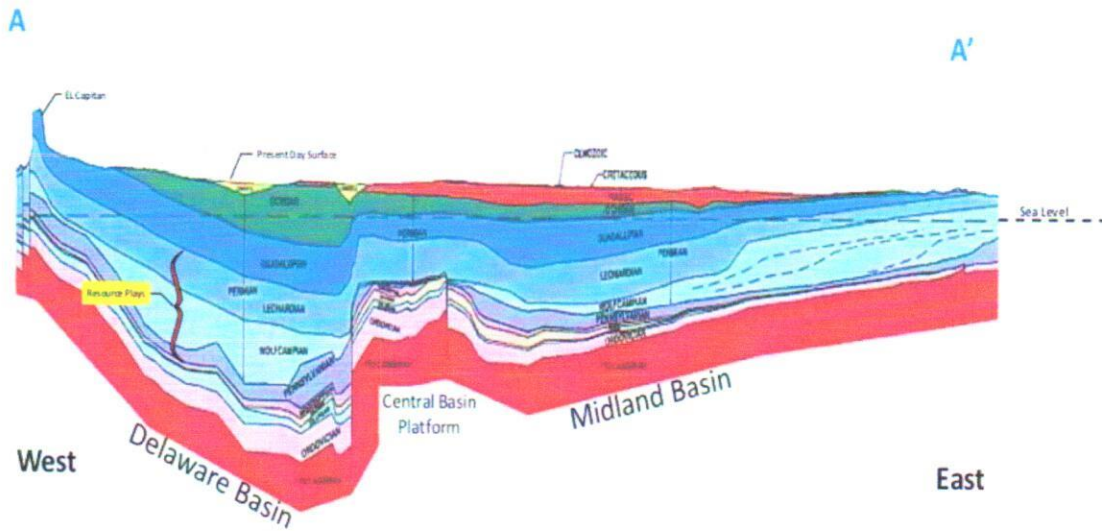 A
A'
EL Capitan
Present Day Surface
CENOZOIC
CRETACEOUS
Sea Level
PERMIAN
GUADALUPIAN
PERMIAN
GUADALUPIAN
Resource Plays
PERMIAN
LEONARDIAN
LEONARDIAN
WOLFCAMPIAN
WOLFCAMPIAN
PENNSYLVANIAN
PENNSYLVANIAN
ORDOVICIAN
ORDOVICIAN
ORDOVICIAN
Central Basin
Platform
Midland Basin
Delaware Basin
West
East